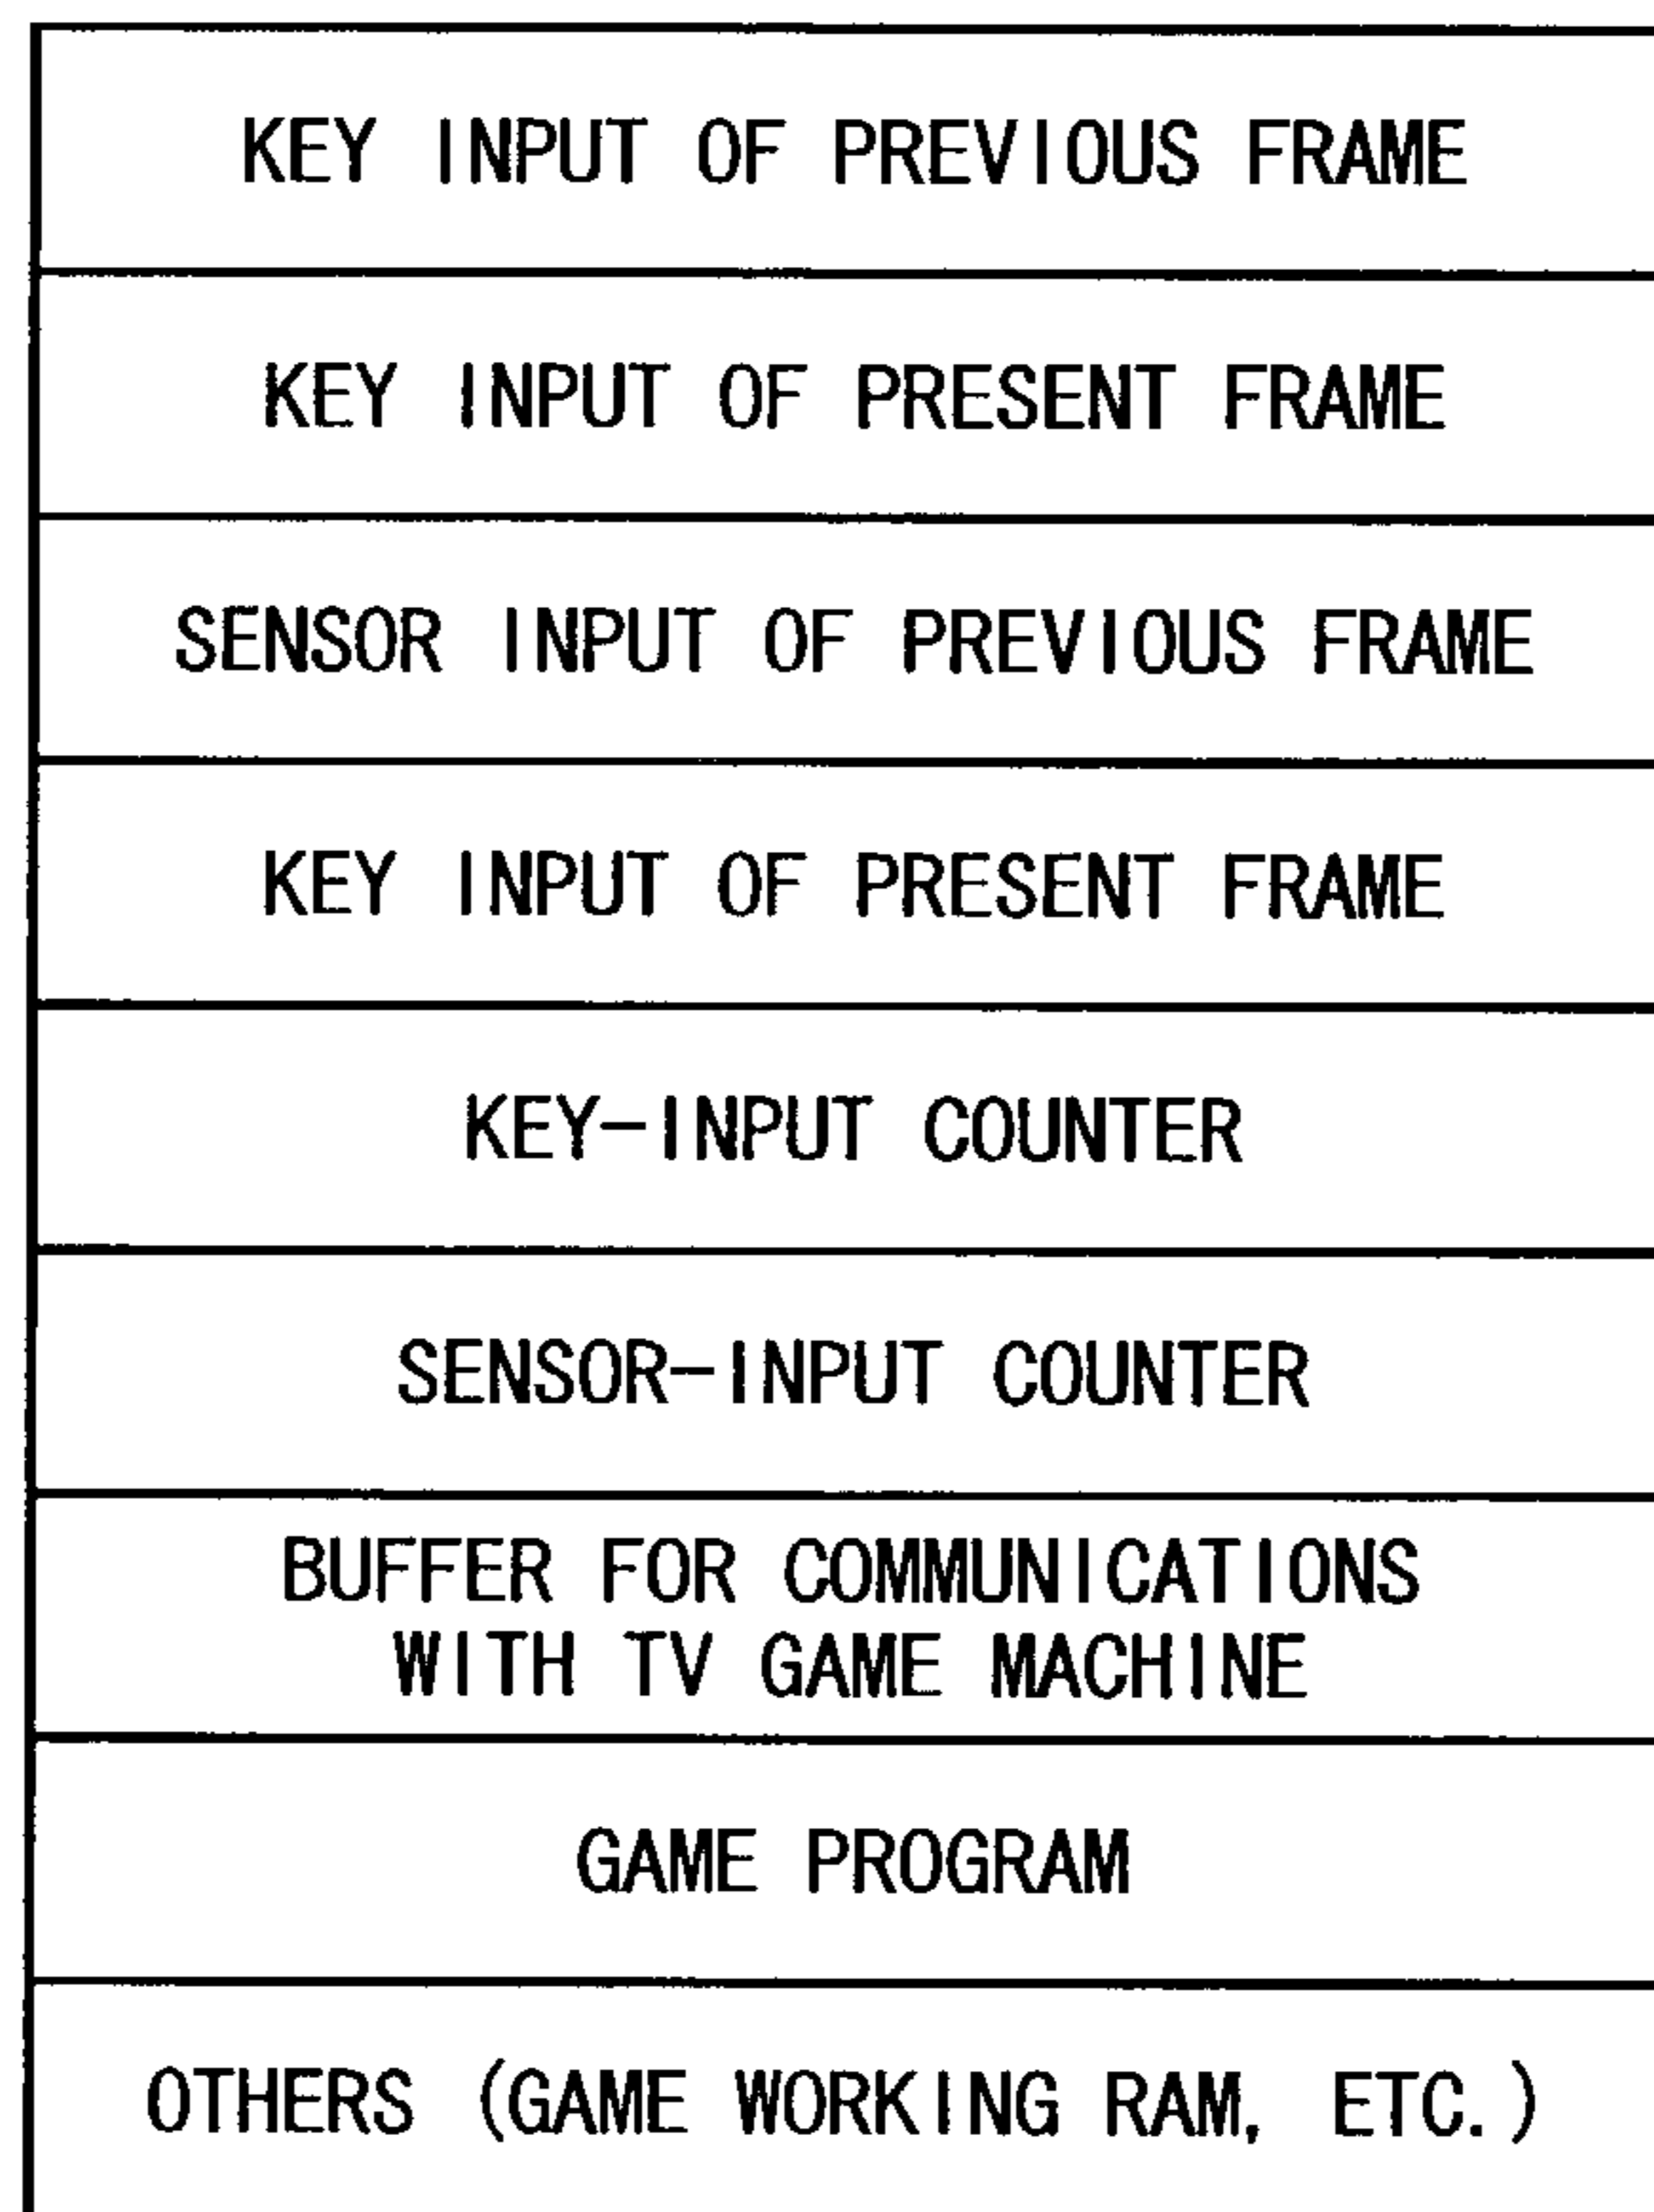 KEY INPUT OF PREVIOUS FRAME
KEY INPUT OF PRESENT FRAME
SENSOR INPUT OF PREVIOUS FRAME
KEY INPUT OF PRESENT FRAME
KEY-INPUT COUNTER
SENSOR-INPUT COUNTER
BUFFER FOR COMMUNICATIONS
WITH TV GAME MACHINE
GAME PROGRAM
OTHERS (GAME WORKING RAM, ETC.)